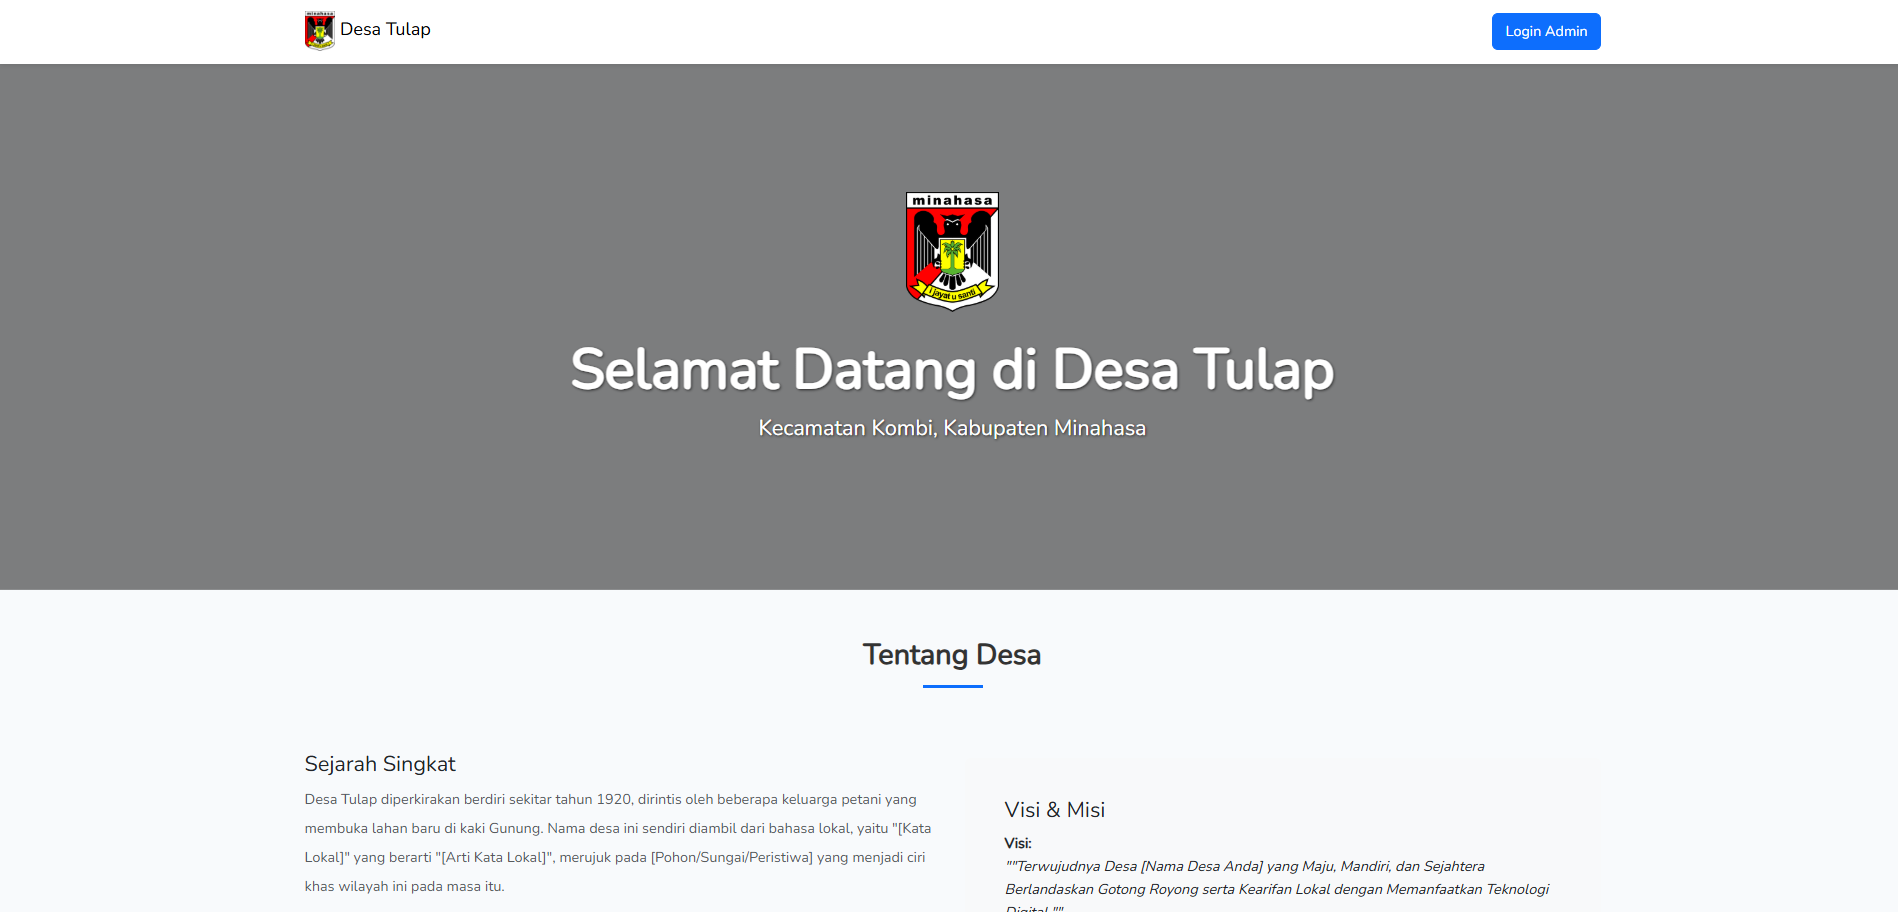 minahasa
Desa Tulap
Login Admin
minahasa
i jayat u santi
Selamat Datang di Desa Tulap
Kecamatan Kombi, Kabupaten Minahasa
Tentang Desa
Sejarah Singkat
Desa Tulap diperkirakan berdiri sekitar tahun 1920, dirintis oleh beberapa keluarga petani yang
membuka lahan baru di kaki Gunung. Nama desa ini sendiri diambil dari bahasa lokal, yaitu "[Kata
Lokal]" yang berarti "[Arti Kata Lokal]", merujuk pada [Pohon/Sungai/Peristiwa] yang menjadi ciri
khas wilayah ini pada masa itu.
Visi & Misi
Visi:
""Terwujudnya Desa [Nama Desa Anda] yang Maju, Mandiri, dan Sejahtera
Berlandaskan Gotong Royong serta Kearifan Lokal dengan Memanfaatkan Teknologi
Digital.""